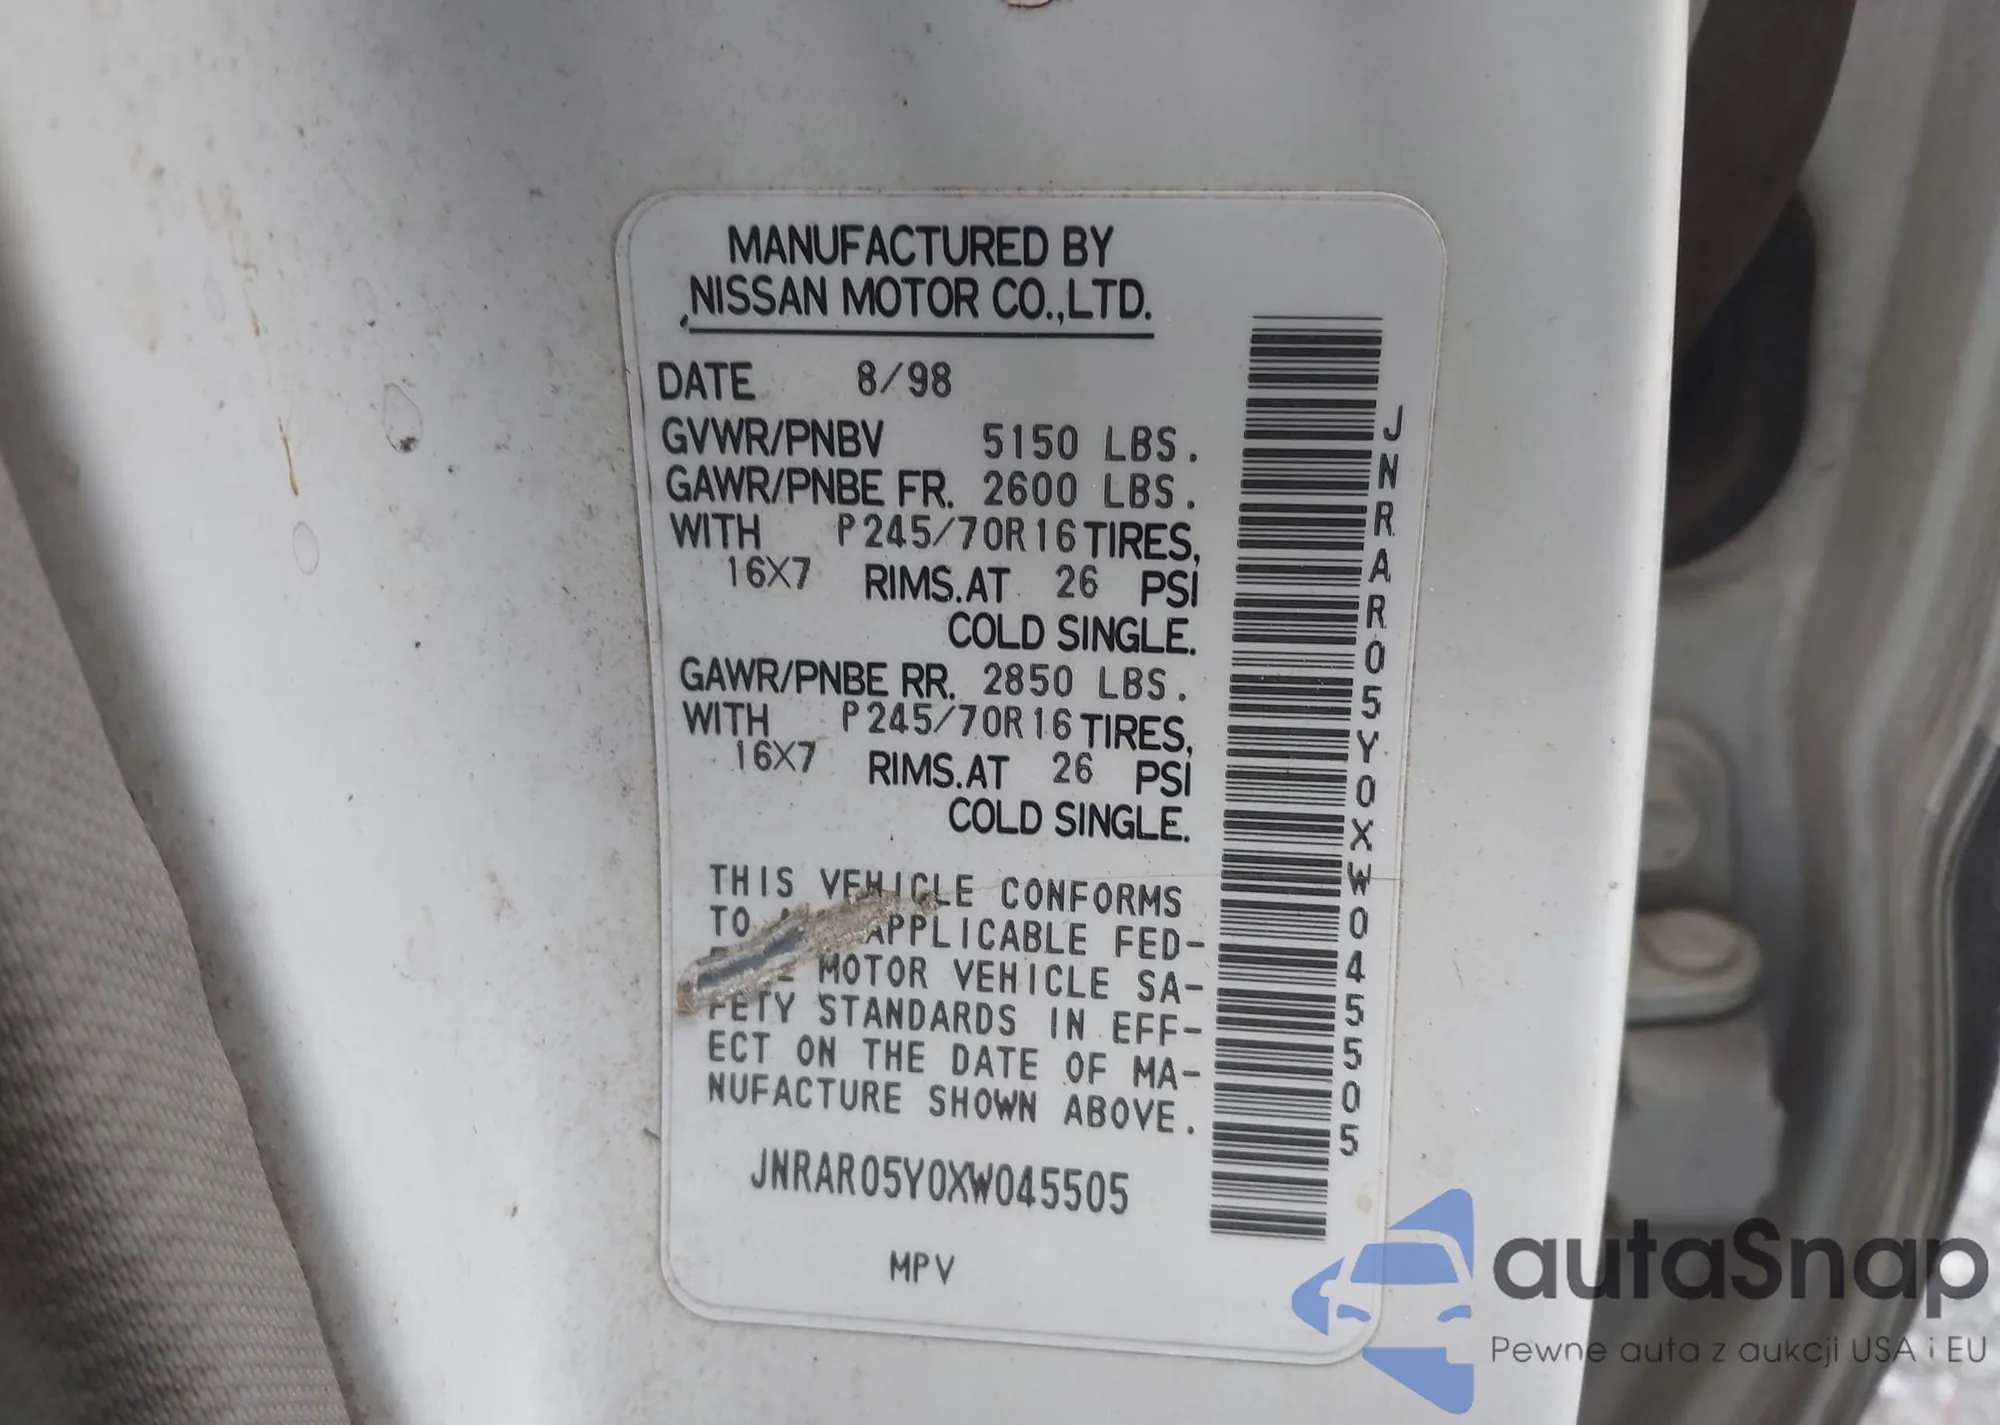 MANUFACTURED BY
NISSAN MOTOR CO.,LTD.
DATE 8/98
GVWR/PNBV 5150 LBS.
GAWR/PNBE FR. 2600 LBS.
WITH P245/70R16 TIRES,
16X7 RIMS.AT 26 PSI
COLD SINGLE.
GAWR/PNBE RR. 2850 LBS.
WITH P245/70R16 TIRES,
16X7 RIMS.AT 26 PSI
COLD SINGLE.
THIS VEHICLE CONFORMS
TO APPLICABLE FED-
MOTOR VEHICLE SA-
FETY STANDARDS IN EFF-
ECT ON THE DATE OF MA-
NUFACTURE SHOWN ABOVE.
JNRAR05Y0XW045505
MPV
JNRAR05Y0XW045505
autaSnap
Pewne auta z aukcji USA i EU